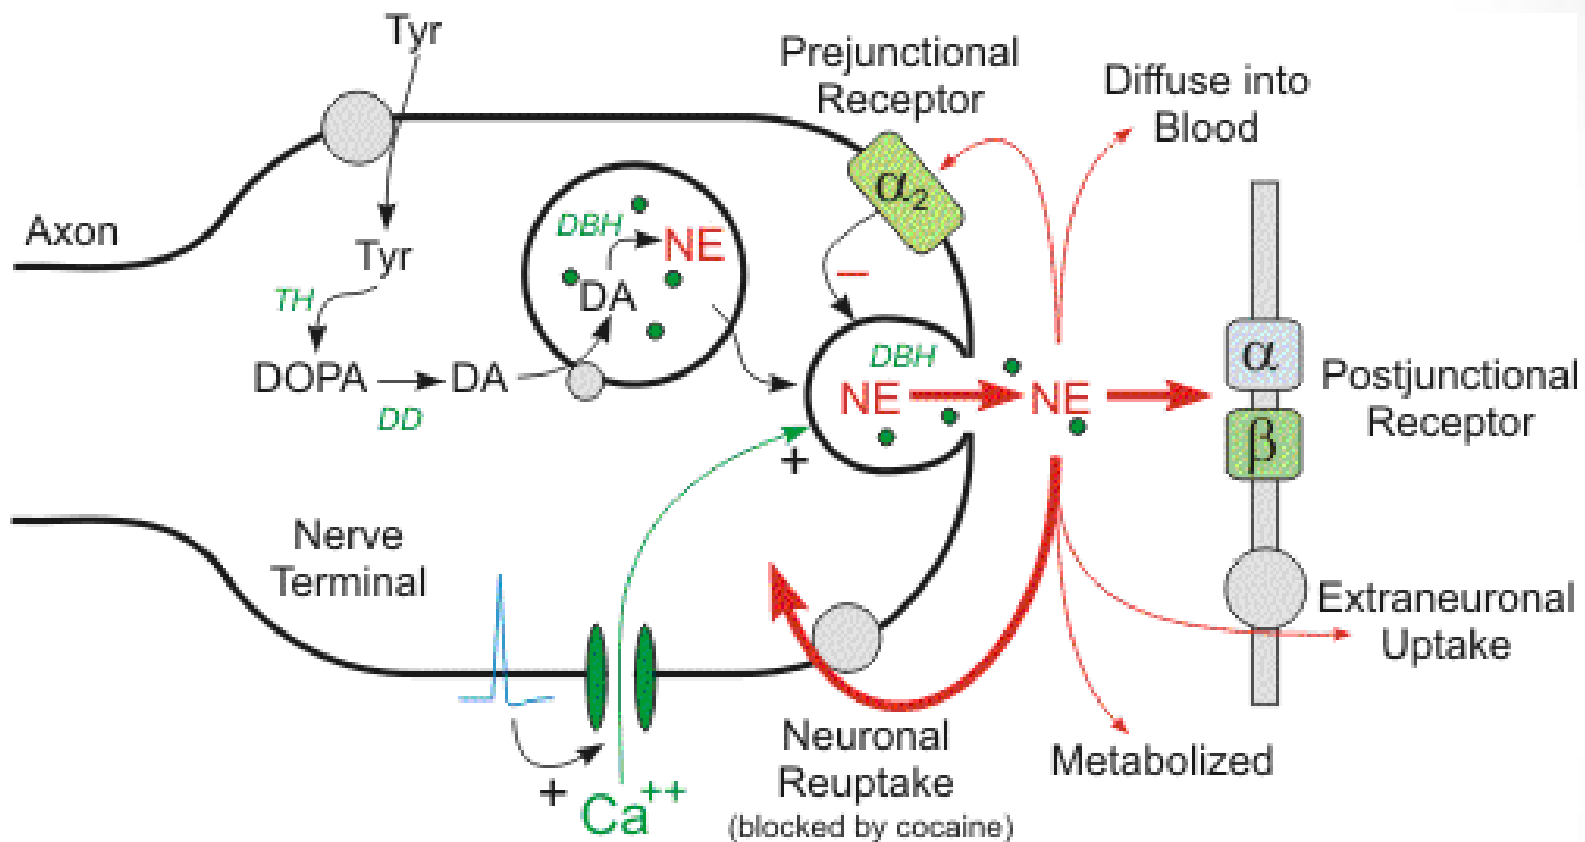 Tyr
Prejunctional
Receptor
Diffuse into
Blood
α₂
Axon
DBH
NE
Tyr
DA
TH
DOPA
DA
DD
DBH
NE
NE
α
β
Postjunctional
Receptor
+
Nerve
Terminal
Extraneuronal
Uptake
Neuronal
Reuptake
(blocked by cocaine)
Metabolized
+
Ca⁺⁺